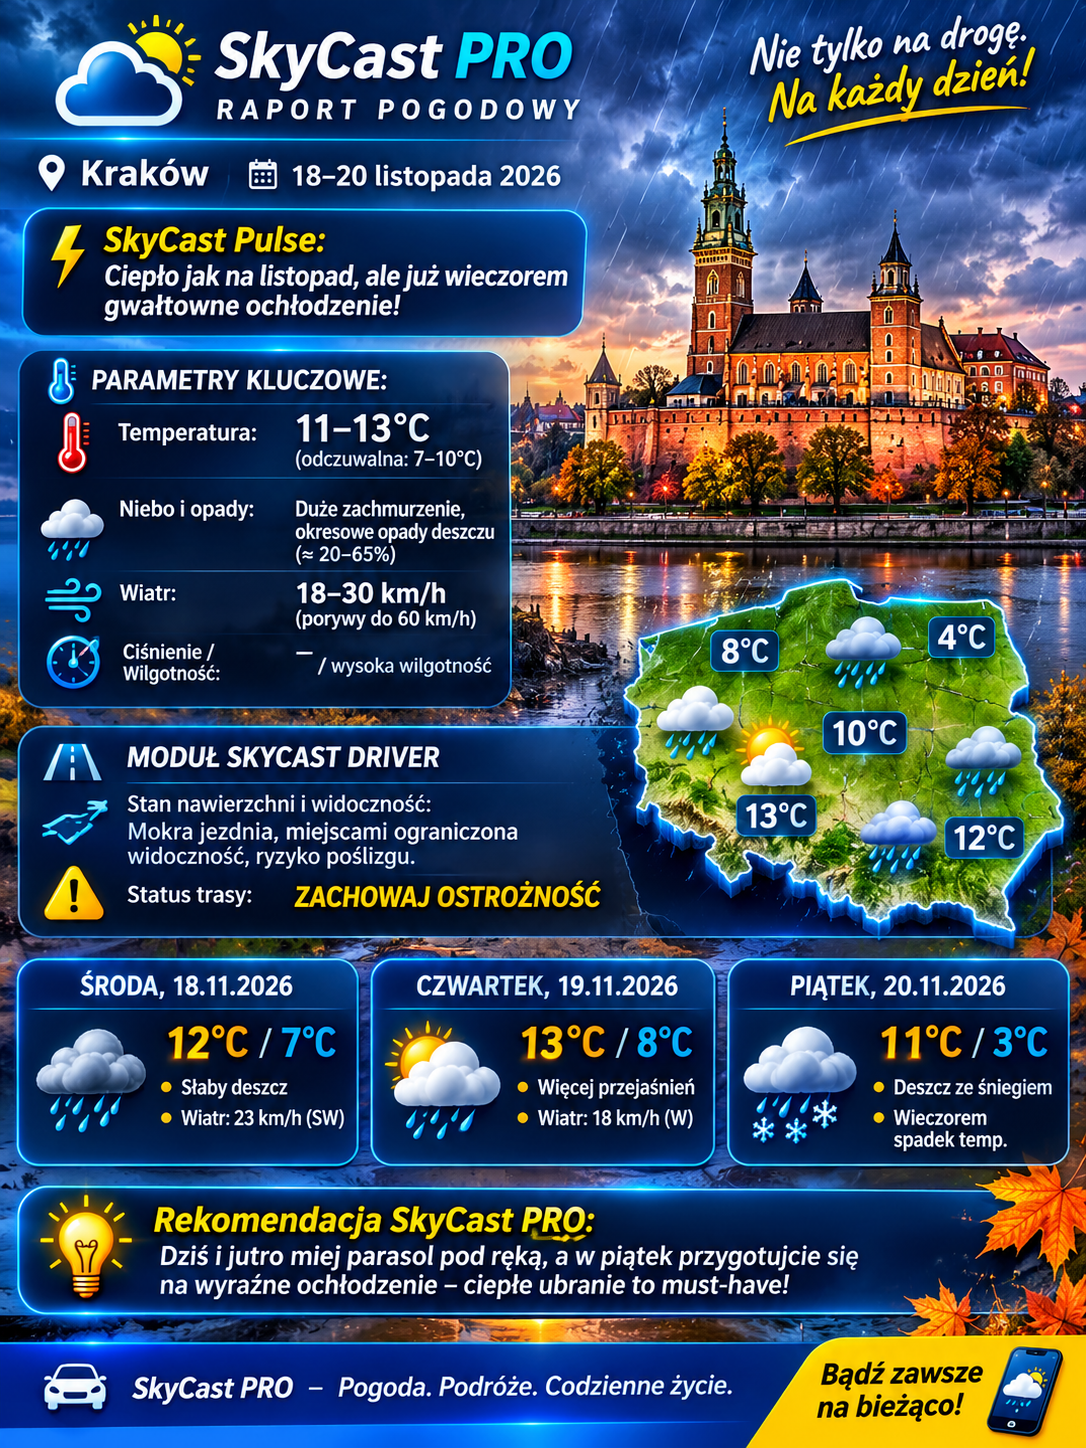 SkyCast PRO
RAPORT POGODOWY
Nie tylko na drogę.
Na każdy dzień!
Kraków
18–20 listopada 2026
SkyCast Pulse:
Ciepło jak na listopad, ale już wieczorem
gwałtowne ochłodzenie!
PARAMETRY KLUCZOWE:
Temperatura:
11–13°C
(odczuwalna: 7–10°C)
Niebo i opady:
Duże zachmurzenie,
okresowe opady deszczu
(≈ 20–65%)
Wiatr:
18–30 km/h
(porywy do 60 km/h)
Ciśnienie /
Wilgotność:
– / wysoka wilgotność
8°C
4°C
10°C
13°C
12°C
MODUŁ SKYCAST DRIVER
Stan nawierzchni i widoczność:
Mokra jezdnia, miejscami ograniczona
widoczność, ryzyko poślizgu.
Status trasy: ZACHOWAJ OSTROŻNOŚĆ
ŚRODA, 18.11.2026
12°C / 7°C
Słaby deszcz
Wiatr: 23 km/h (SW)
CZWARTEK, 19.11.2026
13°C / 8°C
Więcej przejaśnień
Wiatr: 18 km/h (W)
PIĄTEK, 20.11.2026
11°C / 3°C
Deszcz ze śniegiem
Wieczorem
spadek temp.
Rekomendacja SkyCast PRO:
Dziś i jutro miej parasol pod ręką, a w piątek przygotujcie się
na wyraźne ochłodzenie – ciepłe ubranie to must-have!
SkyCast PRO – Pogoda. Podróże. Codzienne życie.
Bądź zawsze
na bieżąco!